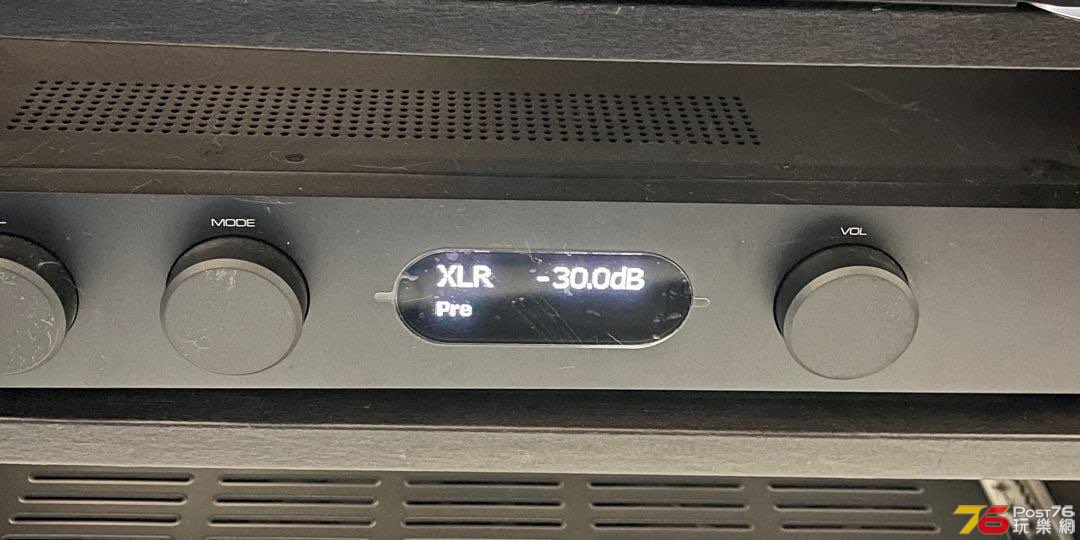 MODE
VOL
XLR -30.0dB
Pre
76 Post76
玩樂網